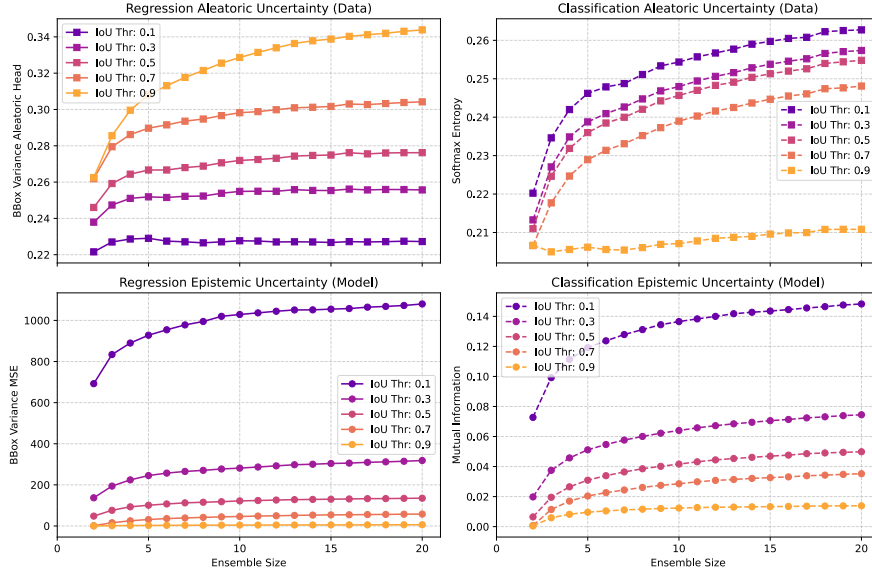 Regression Aleatoric Uncertainty (Data)
BBox Variance Aleatoric Head
0.34
0.32
0.30
0.28
0.26
0.24
0.22
IoU Thr: 0.1
IoU Thr: 0.3
IoU Thr: 0.5
IoU Thr: 0.7
IoU Thr: 0.9
Classification Aleatoric Uncertainty (Data)
Softmax Entropy
0.26
0.25
0.24
0.23
0.22
0.21
IoU Thr: 0.1
IoU Thr: 0.3
IoU Thr: 0.5
IoU Thr: 0.7
IoU Thr: 0.9
Regression Epistemic Uncertainty (Model)
BBox Variance MSE
1000
800
600
400
200
0
IoU Thr: 0.1
IoU Thr: 0.3
IoU Thr: 0.5
IoU Thr: 0.7
IoU Thr: 0.9
0 5 10 15 20
Ensemble Size
Classification Epistemic Uncertainty (Model)
Mutual Information
0.14
0.12
0.10
0.08
0.06
0.04
0.02
0.00
IoU Thr: 0.1
IoU Thr: 0.3
IoU Thr: 0.5
IoU Thr: 0.7
IoU Thr: 0.9
0 5 10 15 20
Ensemble Size